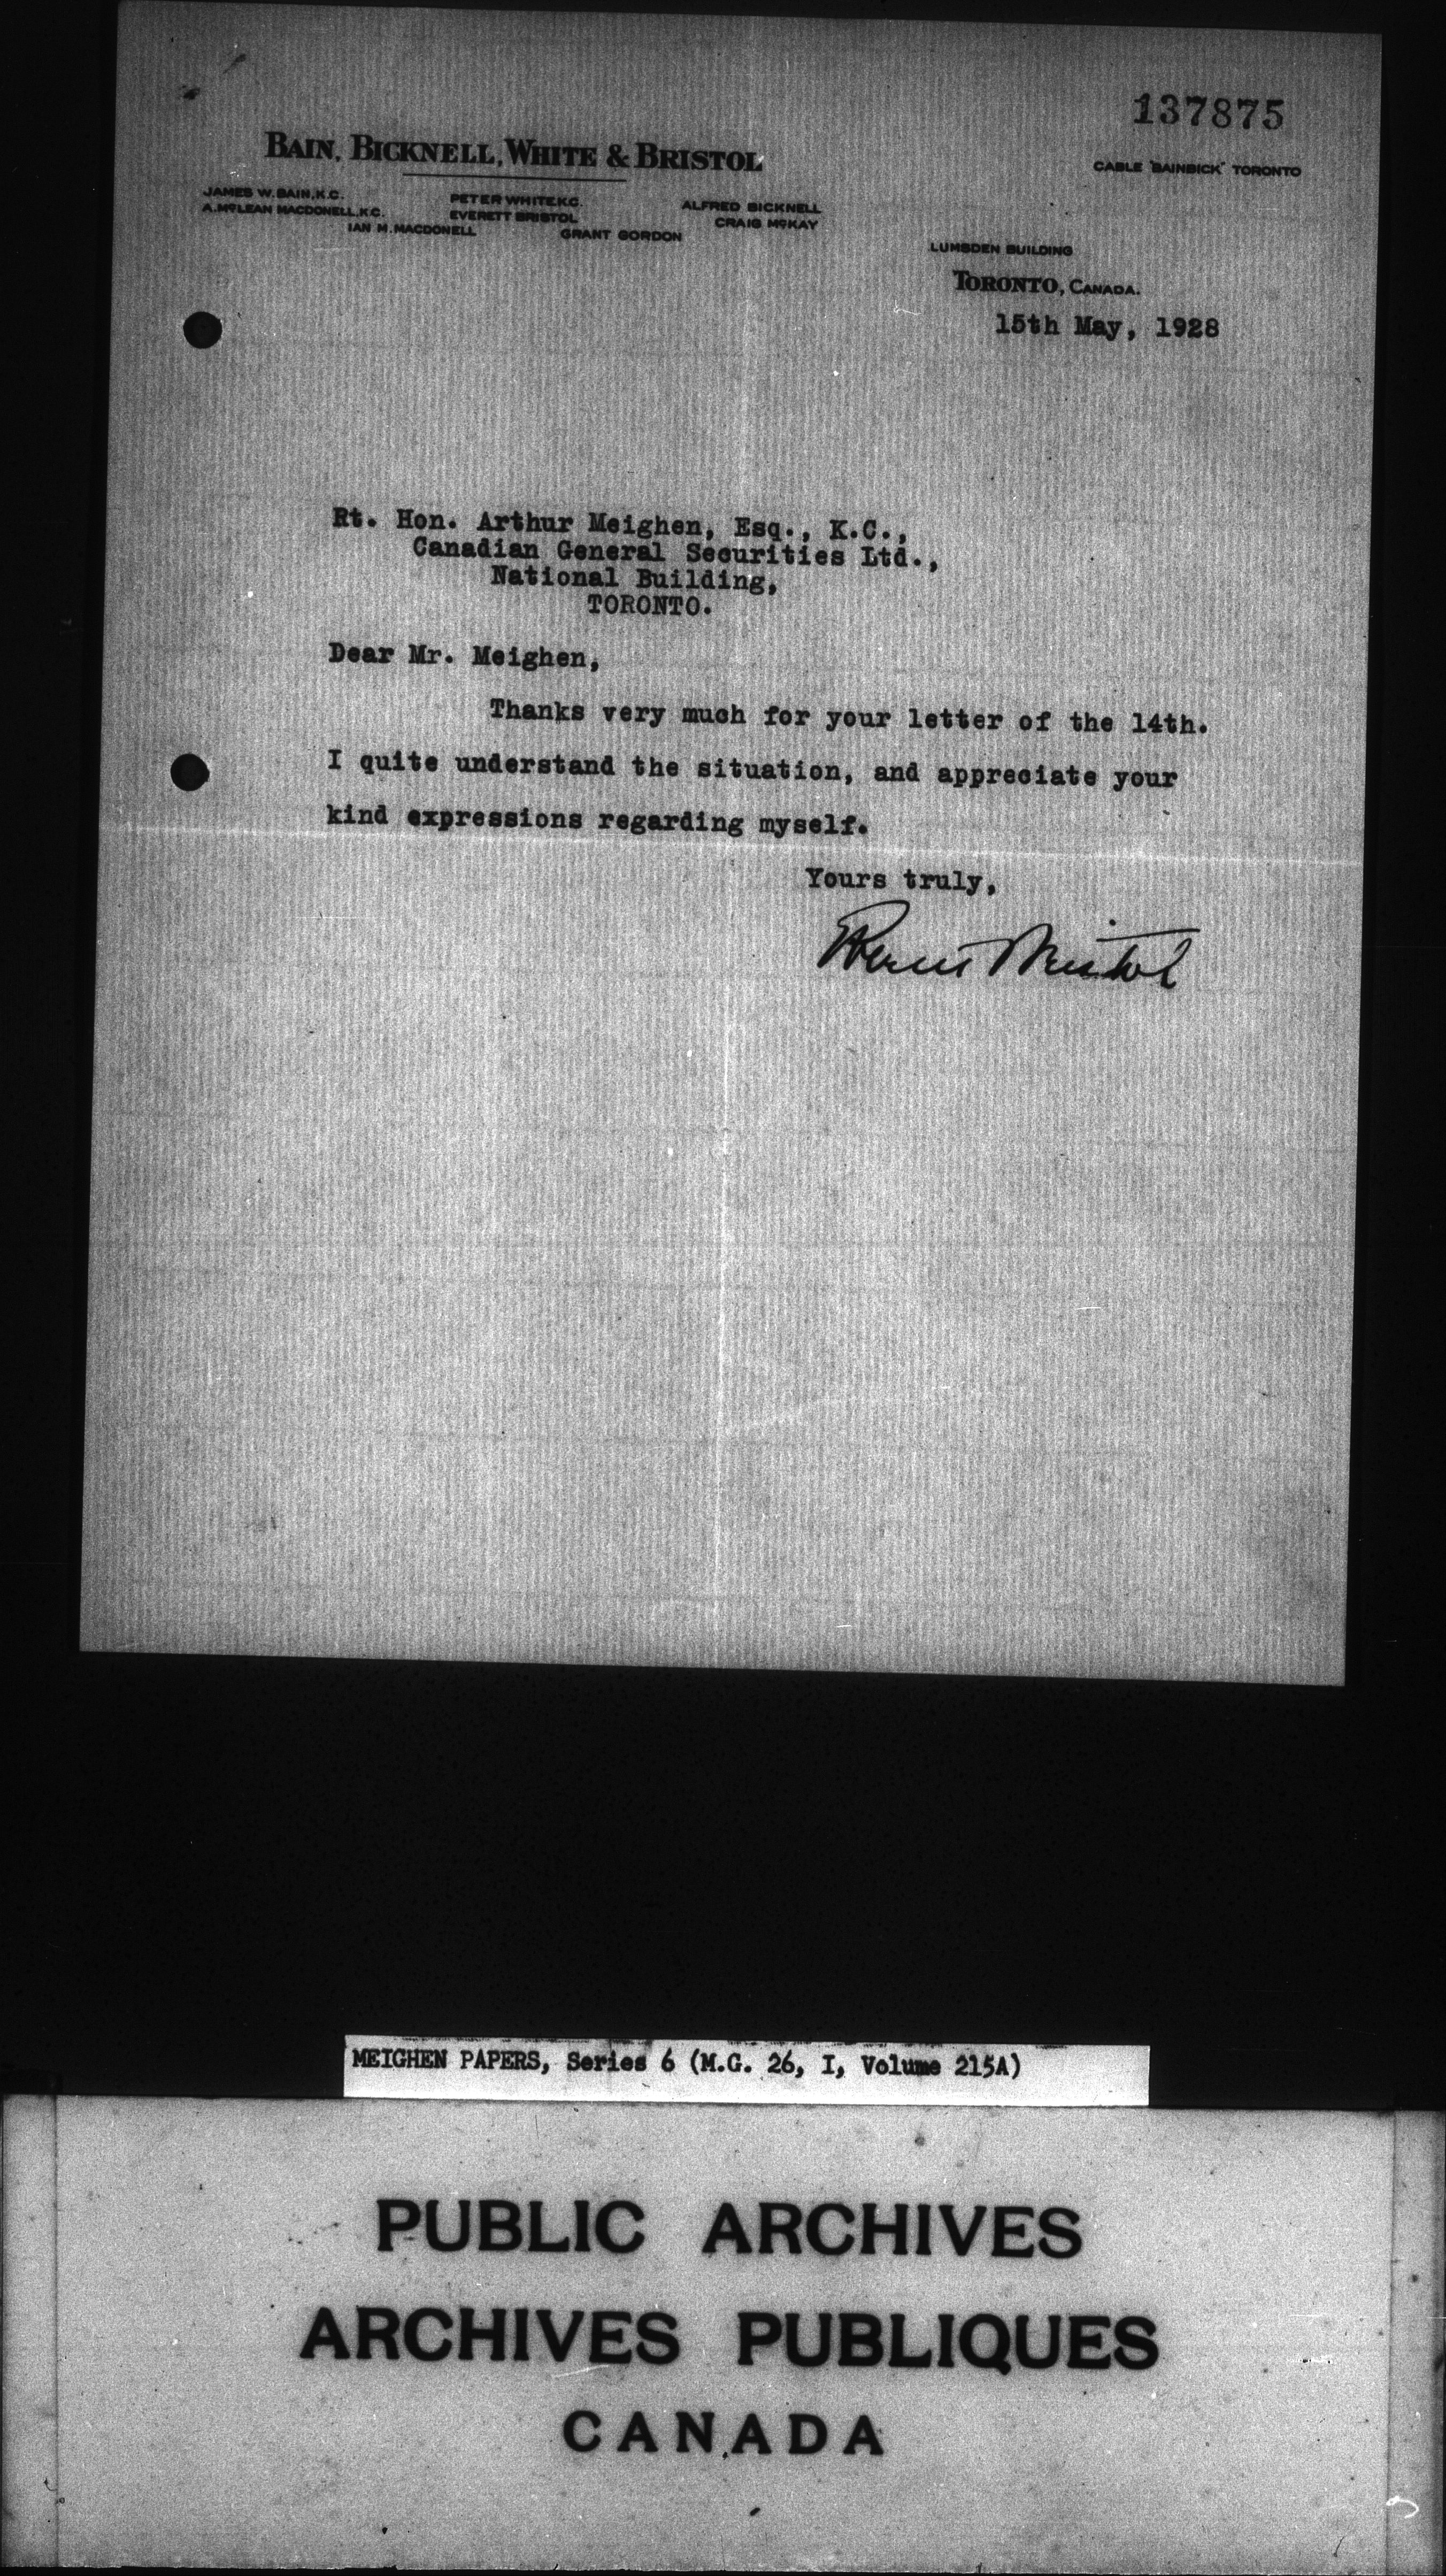 137875
BAIN, BICKNELL, WHITE & BRISTOL
CABLE "BAINBICK" TORONTO
JAMES W. BAIN, K.C. PETER WHITE K.C. ALFRED BICKNELL
A. McLEAN MACDONELL, K.C. EVERETT BRISTOL CRAIG McKAY
IAN M. MACDONELL GRANT GORDON
LUMSDEN BUILDING
TORONTO, CANADA.
15th May, 1928
Rt. Hon. Arthur Meighen, Esq., K.C.,
Canadian General Securities Ltd.,
National Building,
TORONTO.
Dear Mr. Meighen,
Thanks very much for your letter of the 14th.
I quite understand the situation, and appreciate your
kind expressions regarding myself.
Yours truly,
Everett Bristol
MEIGHEN PAPERS, Series 6 (M.G. 26, I, Volume 215A)
PUBLIC ARCHIVES
ARCHIVES PUBLIQUES
CANADA